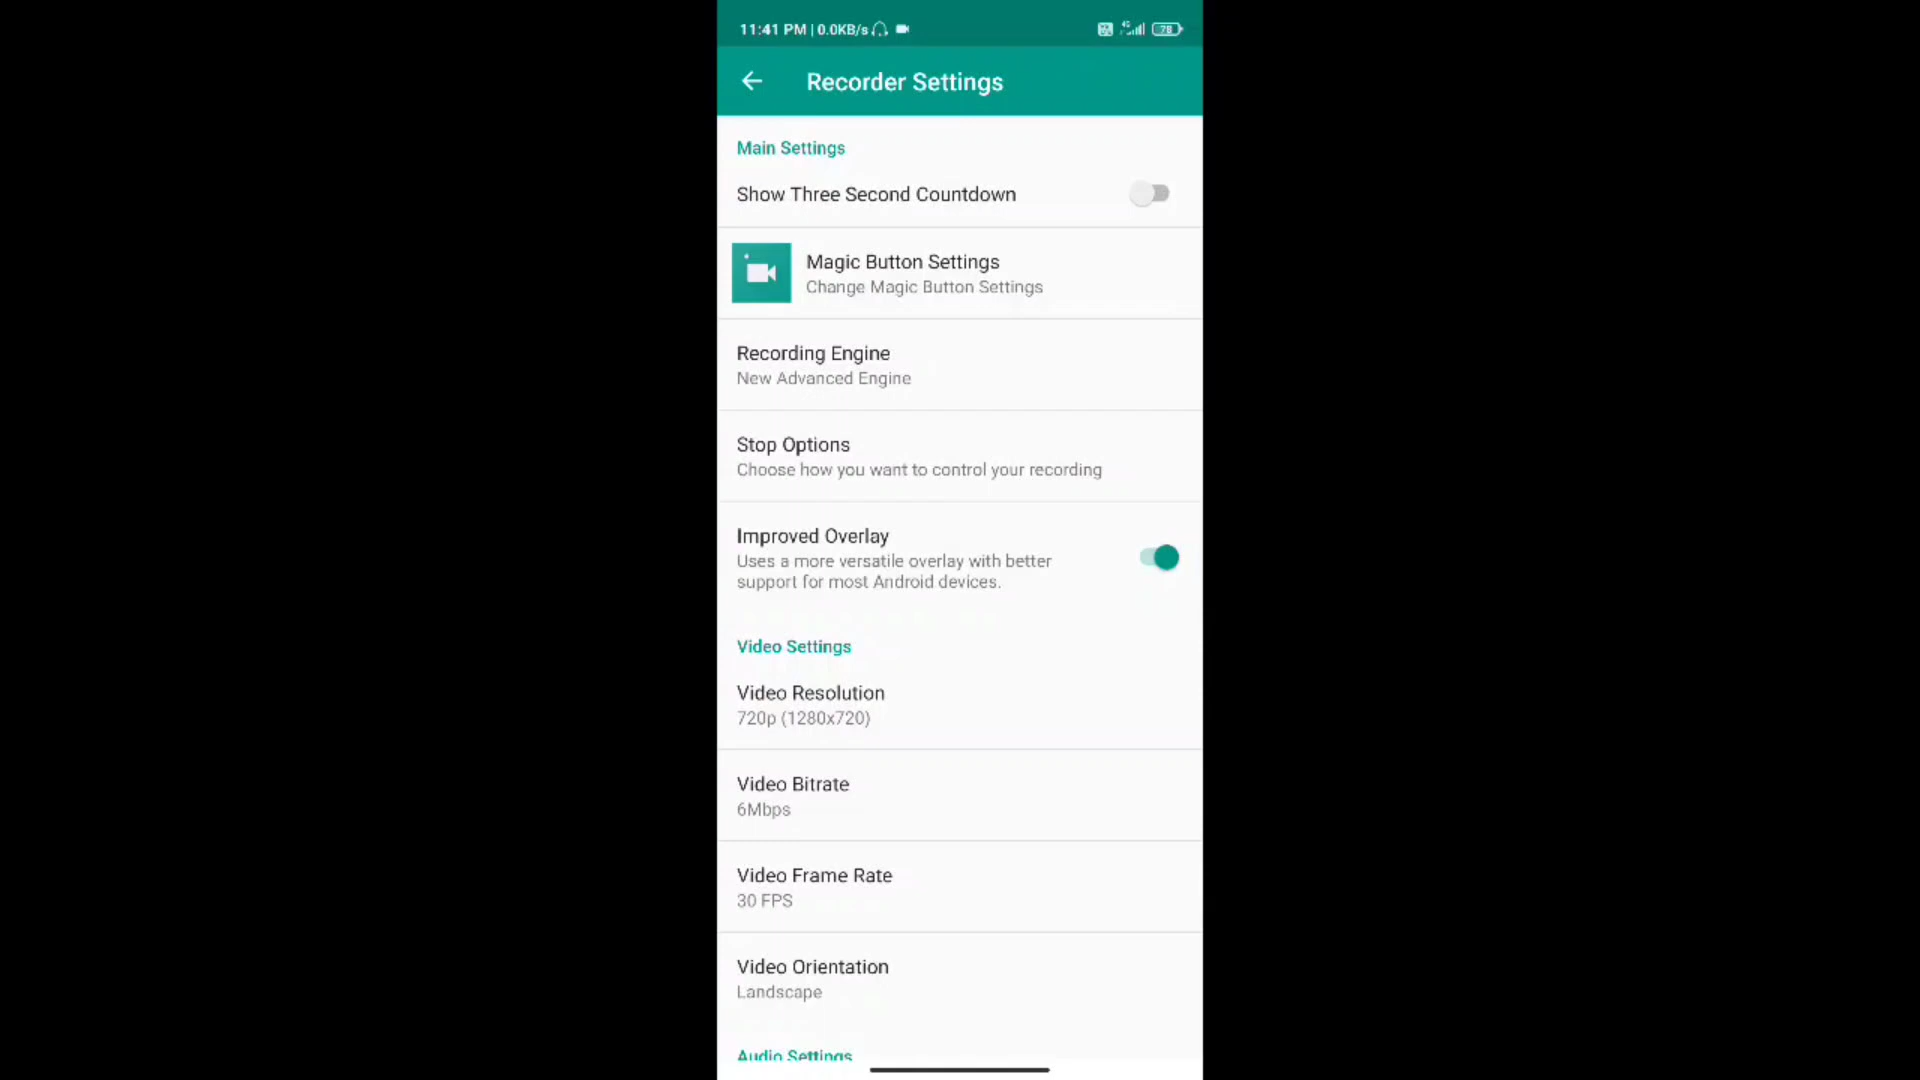 11:41 PM | 0.0KB/s
4G
78
Recorder Settings
Main Settings
Show Three Second Countdown
Magic Button Settings
Change Magic Button Settings
Recording Engine
New Advanced Engine
Stop Options
Choose how you want to control your recording
Improved Overlay
Uses a more versatile overlay with better
support for most Android devices.
Video Settings
Video Resolution
720p (1280x720)
Video Bitrate
6Mbps
Video Frame Rate
30 FPS
Video Orientation
Landscape
Audio Settings